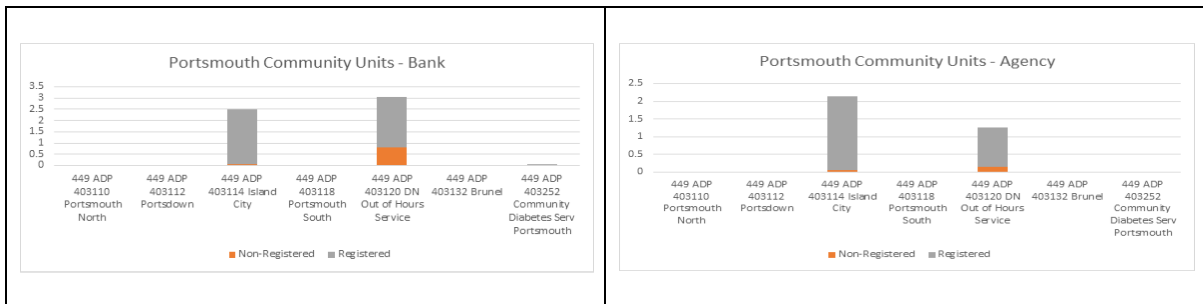 Portsmouth Community Units - Bank
3.5
3
2.5
2
1.5
1
0.5
0
449 ADP 403110 Portsmouth North
449 ADP 403112 Portsdown
449 ADP 403114 Island City
449 ADP 403118 Portsmouth South
449 ADP 403120 DN Out of Hours Service
449 ADP 403132 Brunel
449 ADP 403252 Community Diabetes Serv Portsmouth
Non-Registered
Registered
Portsmouth Community Units - Agency
2.5
2
1.5
1
0.5
0
449 ADP 403110 Portsmouth North
449 ADP 403112 Portsdown
449 ADP 403114 Island City
449 ADP 403118 Portsmouth South
449 ADP 403120 DN Out of Hours Service
449 ADP 403132 Brunel
449 ADP 403252 Community Diabetes Serv Portsmouth
Non-Registered
Registered